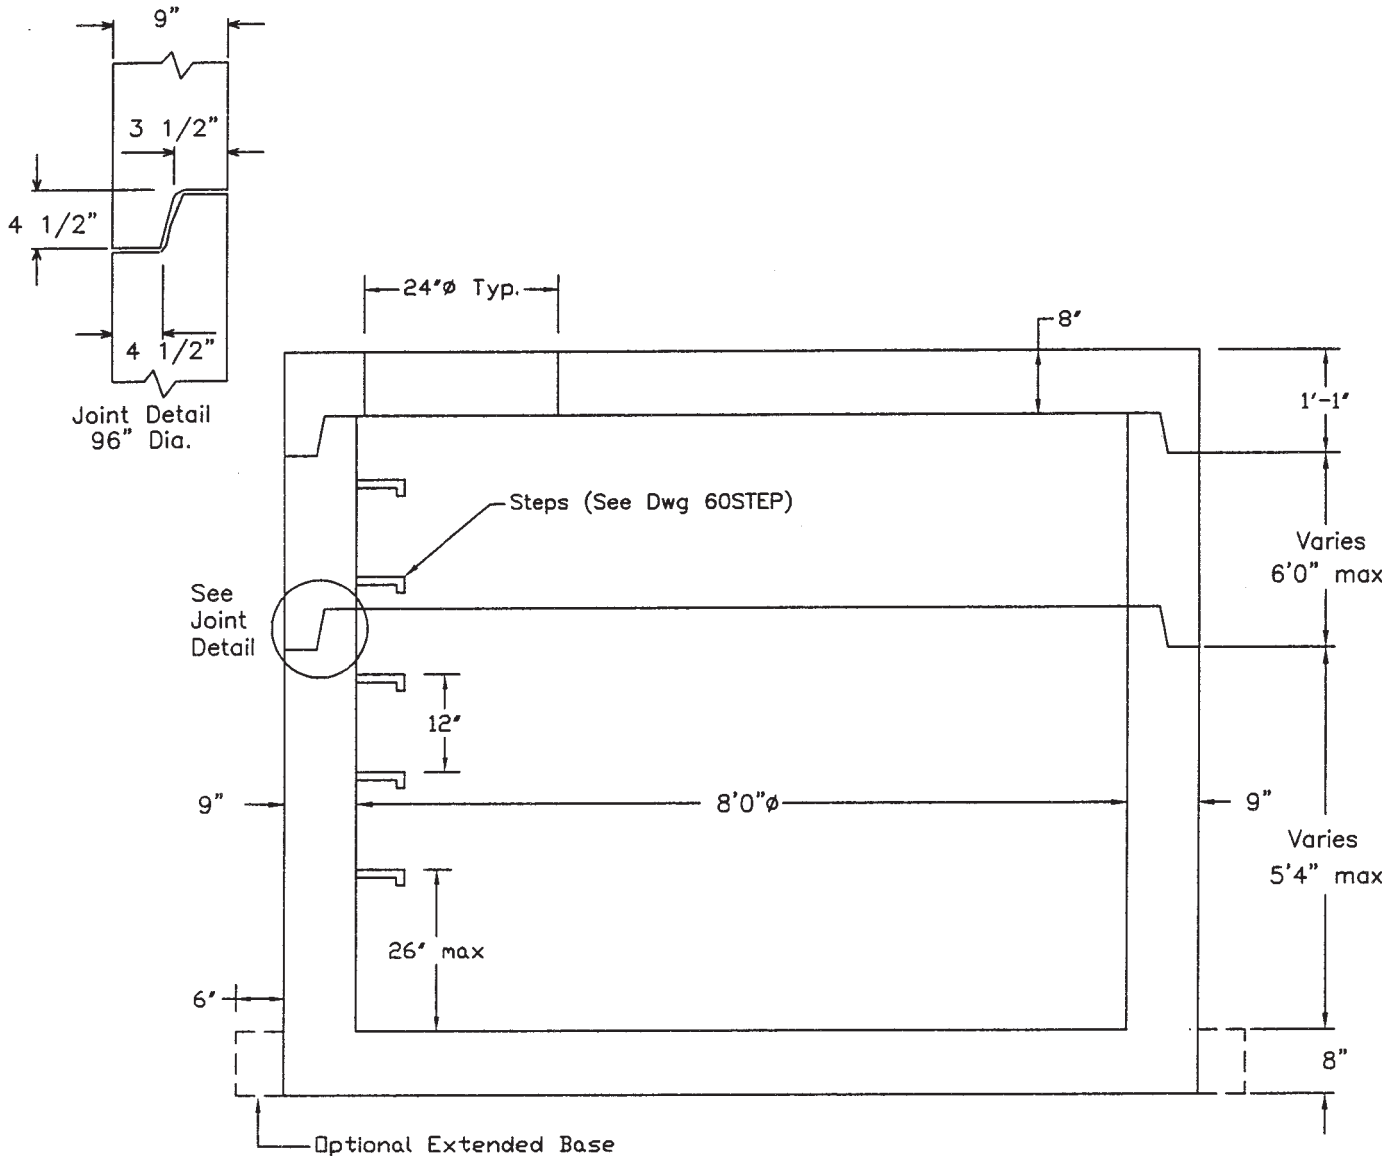 9"
3 1/2"
4 1/2"
4 1/2"
Joint Detail
96" Dia.
24"ø Typ.
8"
1'-1"
Steps (See Dwg 60STEP)
Varies
6'0" max
See
Joint
Detail
12"
9"
8'0"ø
9"
Varies
5'4" max
26" max
6"
8"
Optional Extended Base